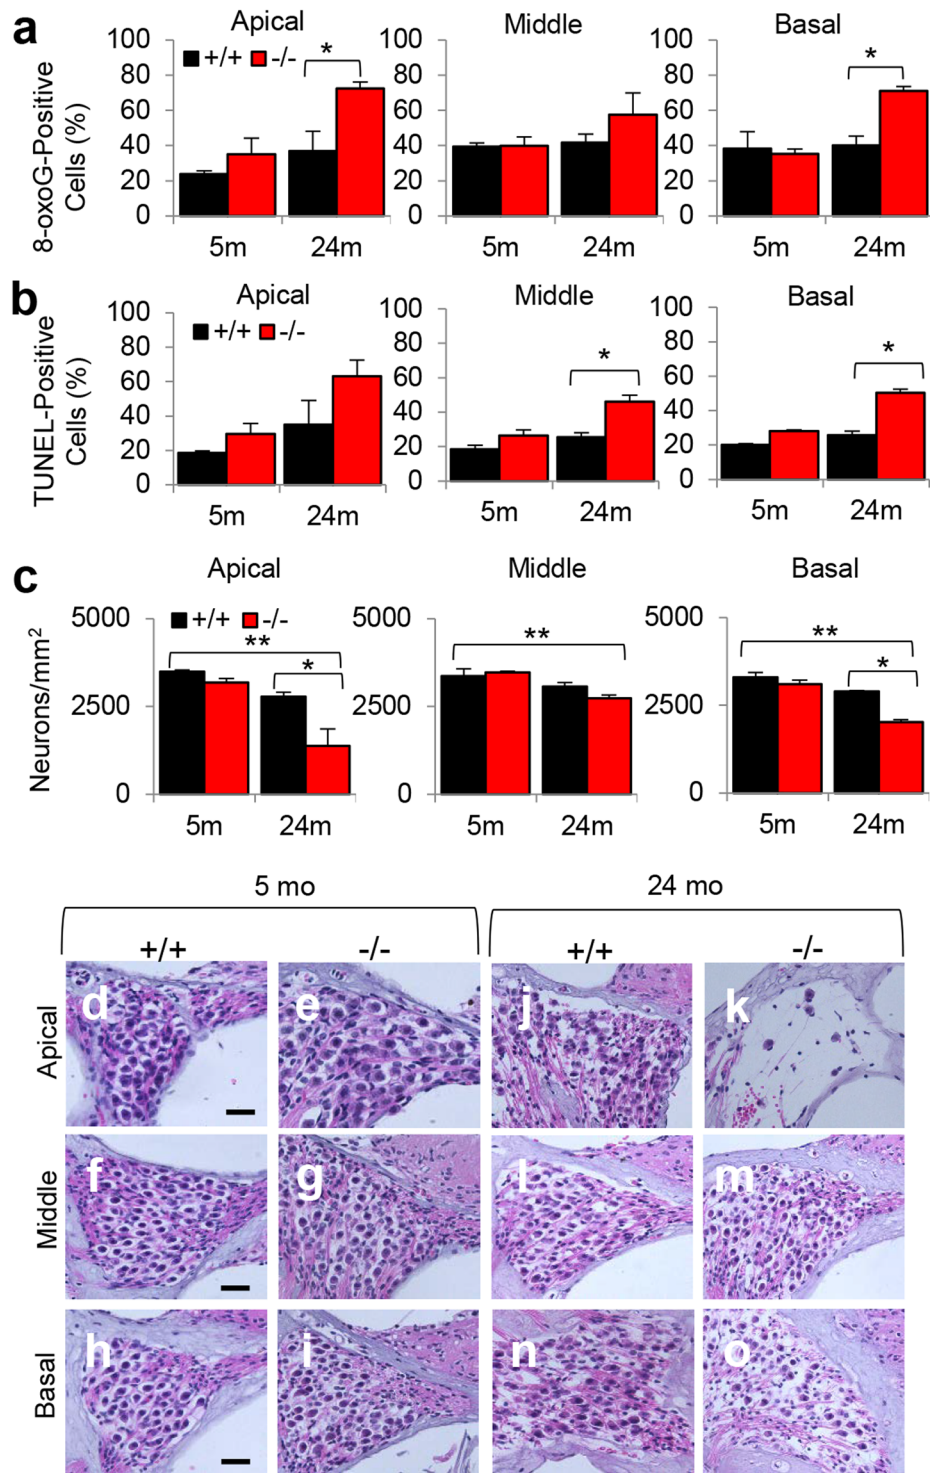 a
Apical
Middle
Basal
8-oxoG-Positive
Cells (%)
100
80
60
40
20
0
+/+ -/-
*
5m 24m
100
80
60
40
20
0
5m 24m
100
80
60
40
20
0
*
5m 24m
b
Apical
Middle
Basal
TUNEL-Positive
Cells (%)
100
80
60
40
20
0
+/+ -/-
5m 24m
100
80
60
40
20
0
*
5m 24m
100
80
60
40
20
0
*
5m 24m
c
Apical
Middle
Basal
Neurons/mm²
5000
2500
0
+/+ -/-
**
*
5m 24m
5000
2500
0
**
5m 24m
5000
2500
0
**
*
5m 24m
5 mo 24 mo
+/+ -/- +/+ -/-
Apical
d e j k
Middle
f g l m
Basal
h i n o